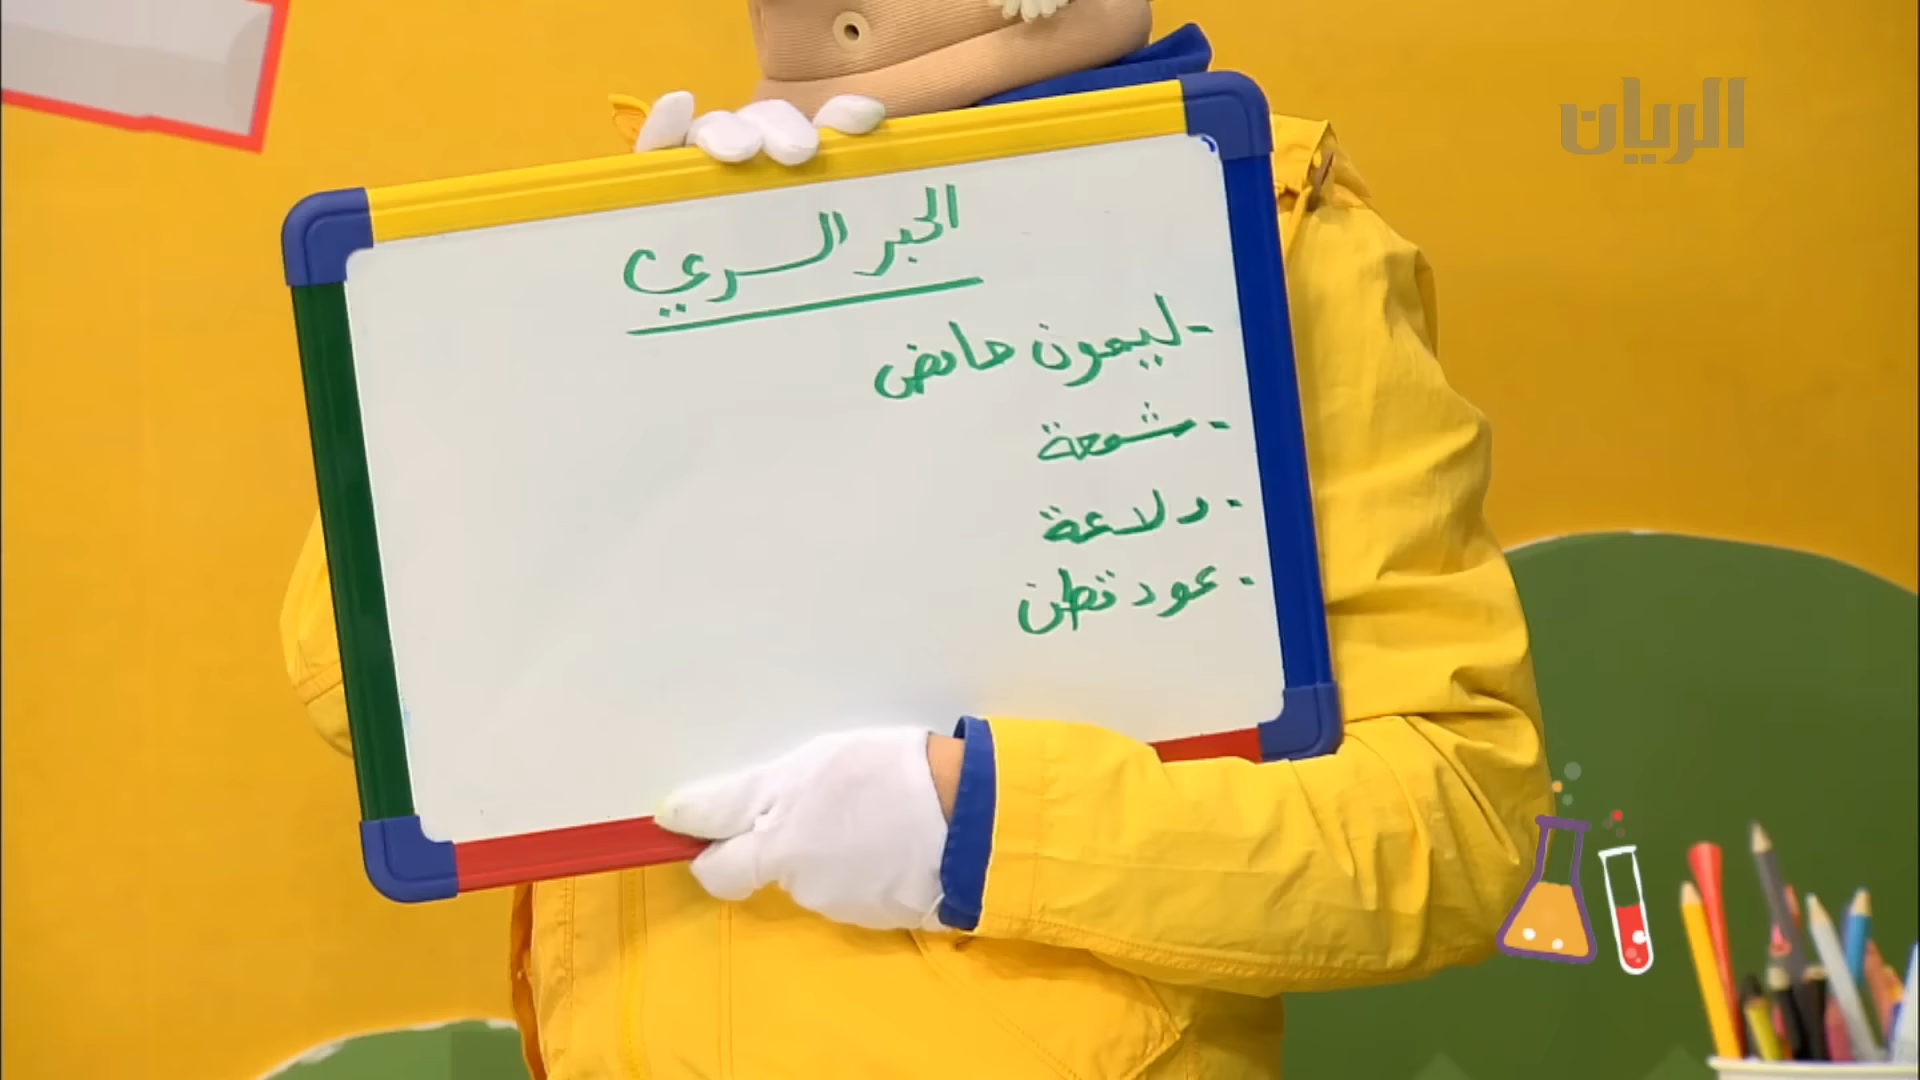 الريان
الحبر السري
- ليمون حامض
- شمعة
- ولاعة
- عود قطن